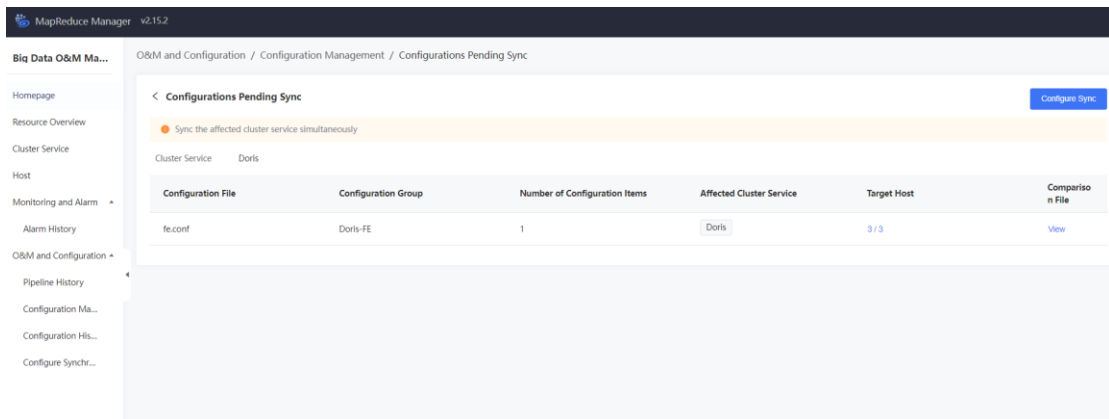 MapReduce Manager v2.15.2
Big Data O&M Ma...
O&M and Configuration / Configuration Management / Configurations Pending Sync
Homepage
Resource Overview
Cluster Service
Host
Monitoring and Alarm
Alarm History
O&M and Configuration
Pipeline History
Configuration Ma...
Configuration His...
Configure Synchr...
< Configurations Pending Sync
Configure Sync
Sync the affected cluster service simultaneously
Cluster Service Doris
Configuration File Configuration Group Number of Configuration Items Affected Cluster Service Target Host Compariso
n File
fe.conf Doris-FE 1 Doris 3 / 3 View